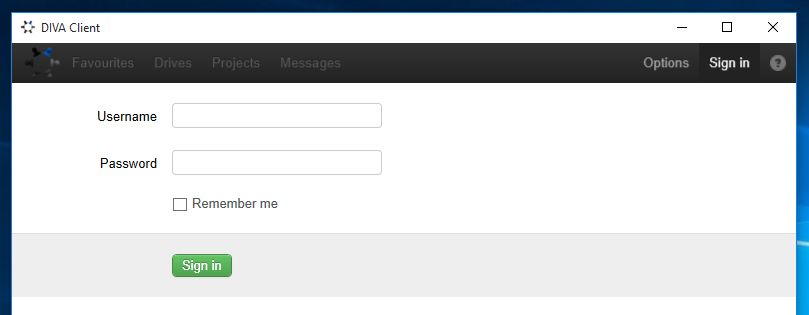 DIVA Client
Favourites Drives Projects Messages Options Sign in ?
Username
Password
Remember me
Sign in